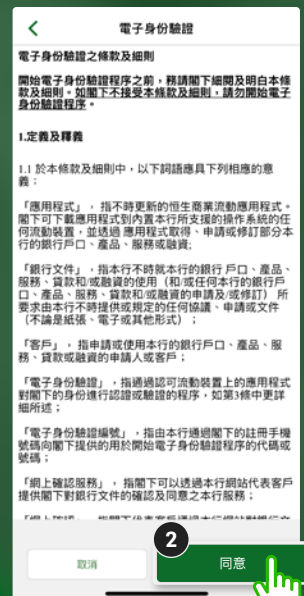 電子身份驗證
電子身份驗證之條款及細則
開始電子身份驗證程序之前，務請閣下細閱及明白本條
款及細則。如閣下不接受本條款及細則，請勿開始電子
身份驗證程序。
1.定義及釋義
1.1 於本條款及細則中，以下詞語應具下列相應的意
義：
「應用程式」， 指不時更新的恒生商業流動應用程式。
閣下可下載應用程式到內置本行所支援的操作系統的任
何流動裝置，並透過 應用程式取得、申請或修訂部分本
行的銀行戶口、產品、服務或融資;
「銀行文件」，指本行不時就本行的銀行 戶口、產品、
服務、貸款和/或融資的使用（和/或任何本行的銀行戶
口、產品、服務、貸款和/或融資的申請及/或修訂） 所
要求由本行不時提供或規定的任何協議、申請或文件
（不論是紙張、電子或其他形式）；
「客戶」， 指申請或使用本行的銀行戶口、產品、服
務、貸款或融資的申請人或客戶；
「電子身份驗證」，指通過認可流動裝置上的應用程式
對閣下的身份進行認證或驗證的程序，如第3條中更詳
細所述；
「電子身份驗證編號」，指由本行通過閣下的註冊手機
號碼向閣下提供的用於開始電子身份驗證程序的代碼或
號碼；
「網上確認服務」， 指閣下可以透過本行網站代表客戶
提供閣下對銀行文件的確認及同意之本行服務；
2
取消
同意